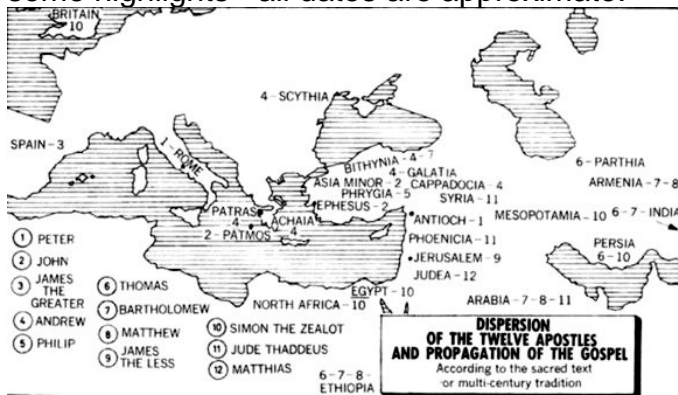 BRITAIN
10
4 - SCYTHIA
SPAIN - 3
1 - ROME
BITHYNIA - 4 - 7
4 - GALATIA
ASIA MINOR - 2
CAPPADOCIA - 4
PHRYGIA - 5
SYRIA - 11
EPHESUS - 2
6 - PARTHIA
ARMENIA - 7 - 8
PATRAS
4
ACHAIA
4
2 - PATMOS
ANTIOCH - 1
MESOPOTAMIA - 10
6 - 7 - INDIA
PHOENICIA - 11
JERUSALEM - 9
PERSIA
6 - 10
JUDEA - 12
EGYPT - 10
NORTH AFRICA - 10
ARABIA - 7 - 8 - 11
6 - 7 - 8 -
ETHIOPIA
1 PETER
2 JOHN
3 JAMES
THE
GREATER
4 ANDREW
5 PHILIP
6 THOMAS
7 BARTHOLOMEW
8 MATTHEW
9 JAMES
THE LESS
10 SIMON THE ZEALOT
11 JUDE THADDEUS
12 MATTHIAS
DISPERSION
OF THE TWELVE APOSTLES
AND PROPAGATION OF THE GOSPEL
According to the sacred text
or multi-century tradition